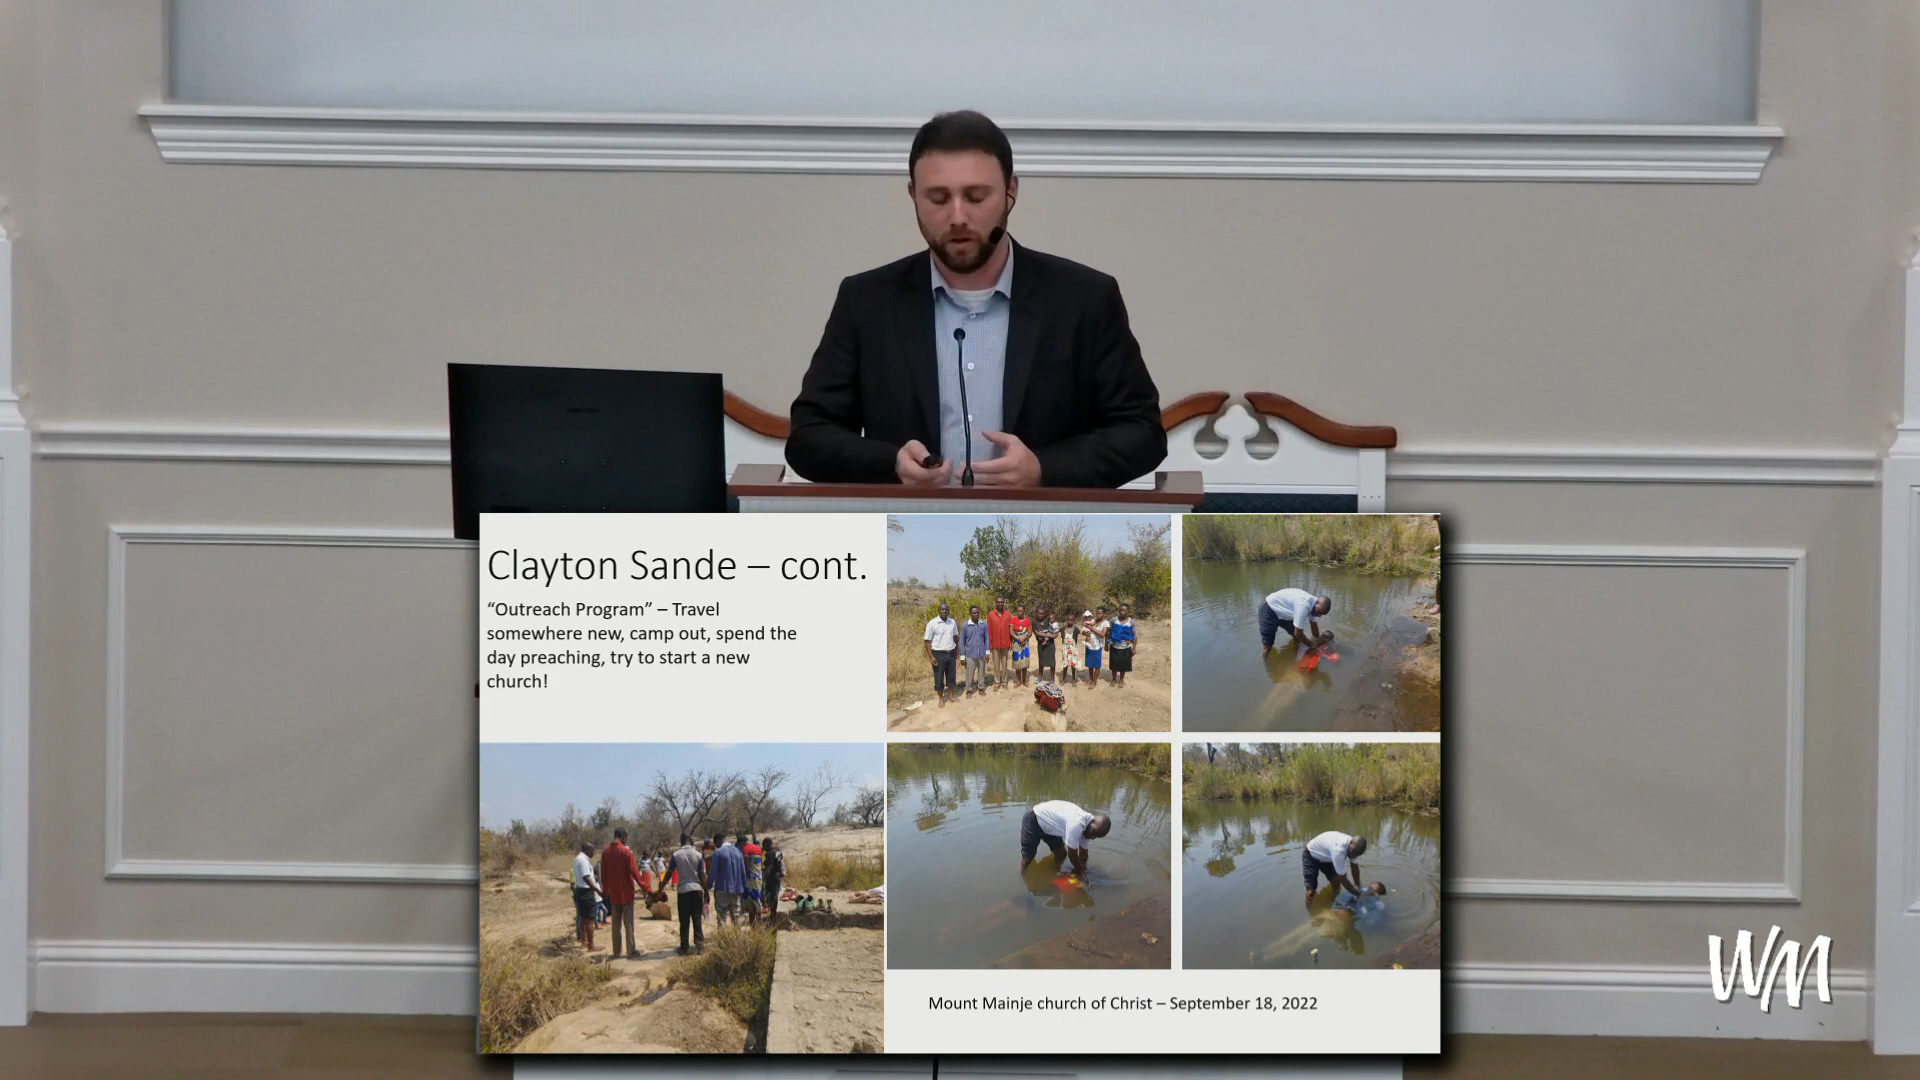 Clayton Sande – cont.
“Outreach Program” – Travel
somewhere new, camp out, spend the
day preaching, try to start a new
church!
Mount Mainje church of Christ – September 18, 2022
WM